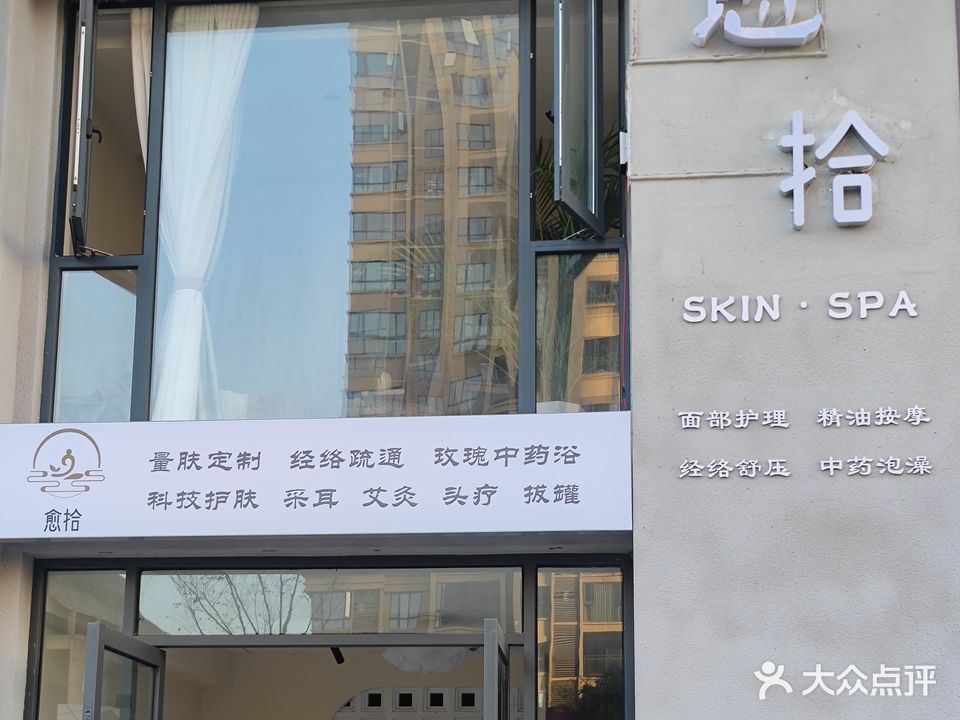 愈
拾
SKIN · SPA
面部护理 精油按摩
经络舒压 中药泡澡
量肤定制 经络疏通 玫瑰中药浴
科技护肤 采耳 艾灸 头疗 拔罐
愈拾
大众点评